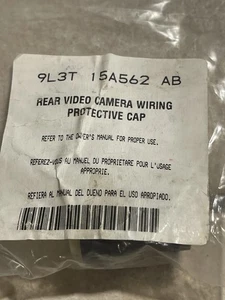 9L3T 15A562 AB
REAR VIDEO CAMERA WIRING
PROTECTIVE CAP
REFER TO THE OWNER'S MANUAL FOR PROPER USE.
REFEREZ-VOUS AU MANUEL DU PROPRIETAIRE POUR L'USAGE
APPROPRIE.
REFIERA AL MANUAL DEL DUENO PARA EL USO APROPRIADO.